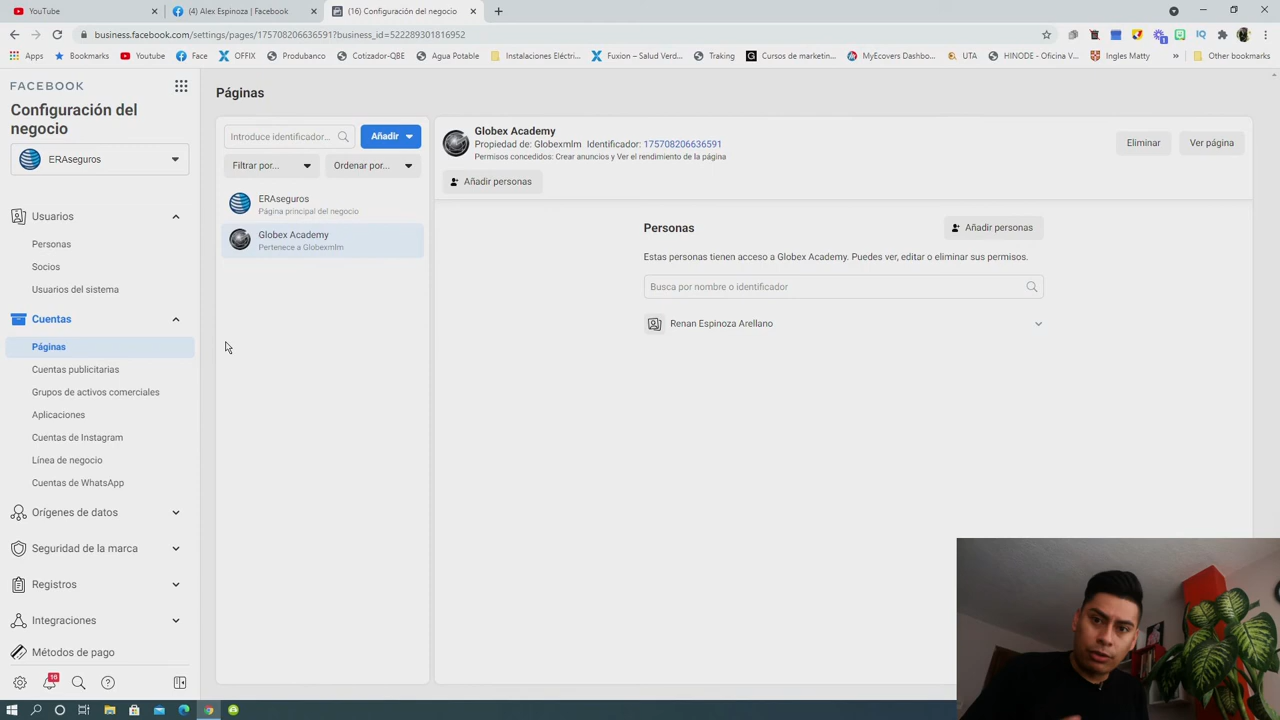 YouTube
(4) Alex Espinoza | Facebook
(16) Configuración del negocio
business.facebook.com/settings/pages/175708206636591?business_id=522289301816952
Apps
Bookmarks
Youtube
Face
OFFIX
Produbanco
Cotizador-QBE
Agua Potable
Instalaciones Eléctri...
Fuxion – Salud Verd...
Traking
Cursos de marketin...
MyEcovers Dashbo...
UTA
HINODE - Oficina V...
Ingles Matty
»
Other bookmarks
FACEBOOK
Configuración del
negocio
ERAseguros
Usuarios
Personas
Socios
Usuarios del sistema
Cuentas
Páginas
Cuentas publicitarias
Grupos de activos comerciales
Aplicaciones
Cuentas de Instagram
Línea de negocio
Cuentas de WhatsApp
Orígenes de datos
Seguridad de la marca
Registros
Integraciones
Métodos de pago
16
Páginas
Introduce identificador...
Añadir
Filtrar por...
Ordenar por...
ERAseguros
Página principal del negocio
Globex Academy
Pertenece a Globexmlm
Globex Academy
Propiedad de: Globexmlm Identificador: 175708206636591
Permisos concedidos: Crear anuncios y Ver el rendimiento de la página
Eliminar
Ver página
Añadir personas
Personas
Añadir personas
Estas personas tienen acceso a Globex Academy. Puedes ver, editar o eliminar sus permisos.
Busca por nombre o identificador
Renan Espinoza Arellano